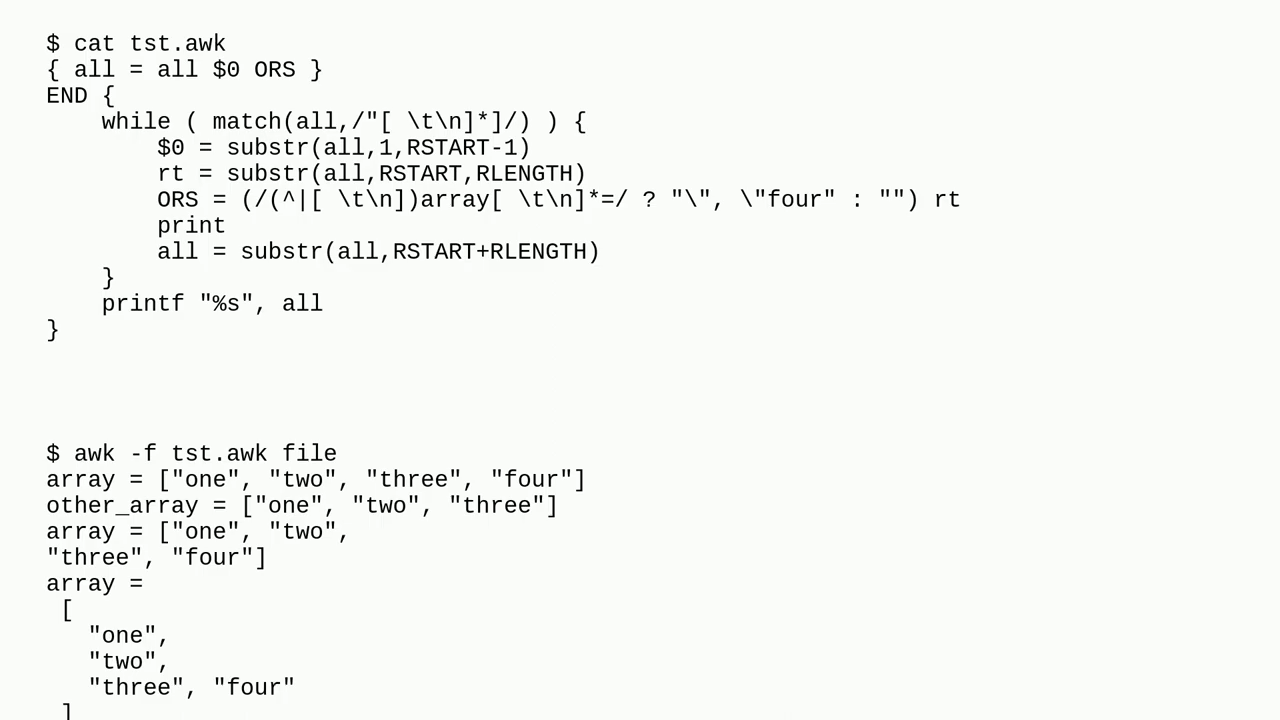 $ cat tst.awk
{ all = all $0 ORS }
END {
    while ( match(all,/"[ \t\n]*]/) ) {
        $0 = substr(all,1,RSTART-1)
        rt = substr(all,RSTART,RLENGTH)
        ORS = (/(^|[ \t\n])array[ \t\n]*=/ ? "\", \"four" : "") rt
        print
        all = substr(all,RSTART+RLENGTH)
    }
    printf "%s", all
}
$ awk -f tst.awk file
array = ["one", "two", "three", "four"]
other_array = ["one", "two", "three"]
array = ["one", "two",
"three", "four"]
array =
 [
   "one",
   "two",
   "three", "four"
 ]